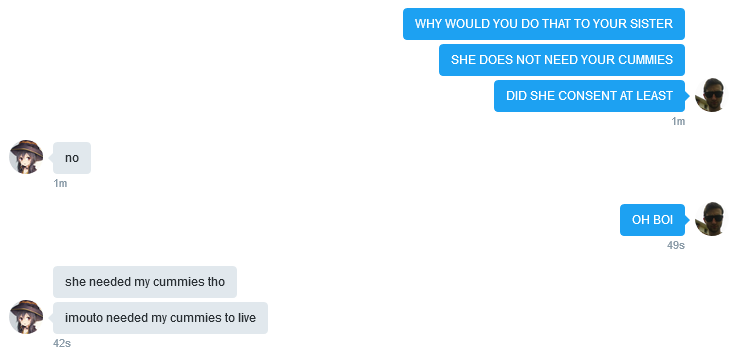 WHY WOULD YOU DO THAT TO YOUR SISTER
SHE DOES NOT NEED YOUR CUMMIES
DID SHE CONSENT AT LEAST
1m
no
1m
OH BOI
49s
she needed my cummies tho
imouto needed my cummies to live
42s